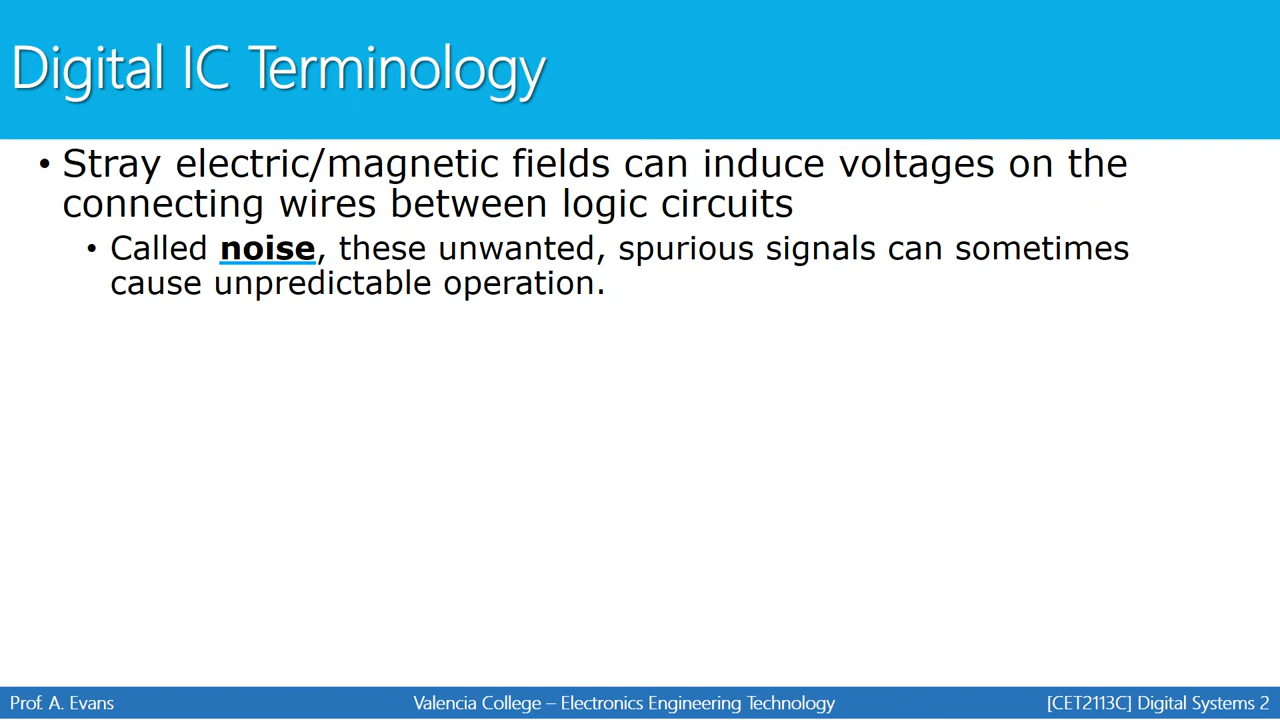 Digital IC Terminology
• Stray electric/magnetic fields can induce voltages on the
connecting wires between logic circuits
• Called noise, these unwanted, spurious signals can sometimes
cause unpredictable operation.
Prof. A. Evans
Valencia College – Electronics Engineering Technology
[CET2113C] Digital Systems 2